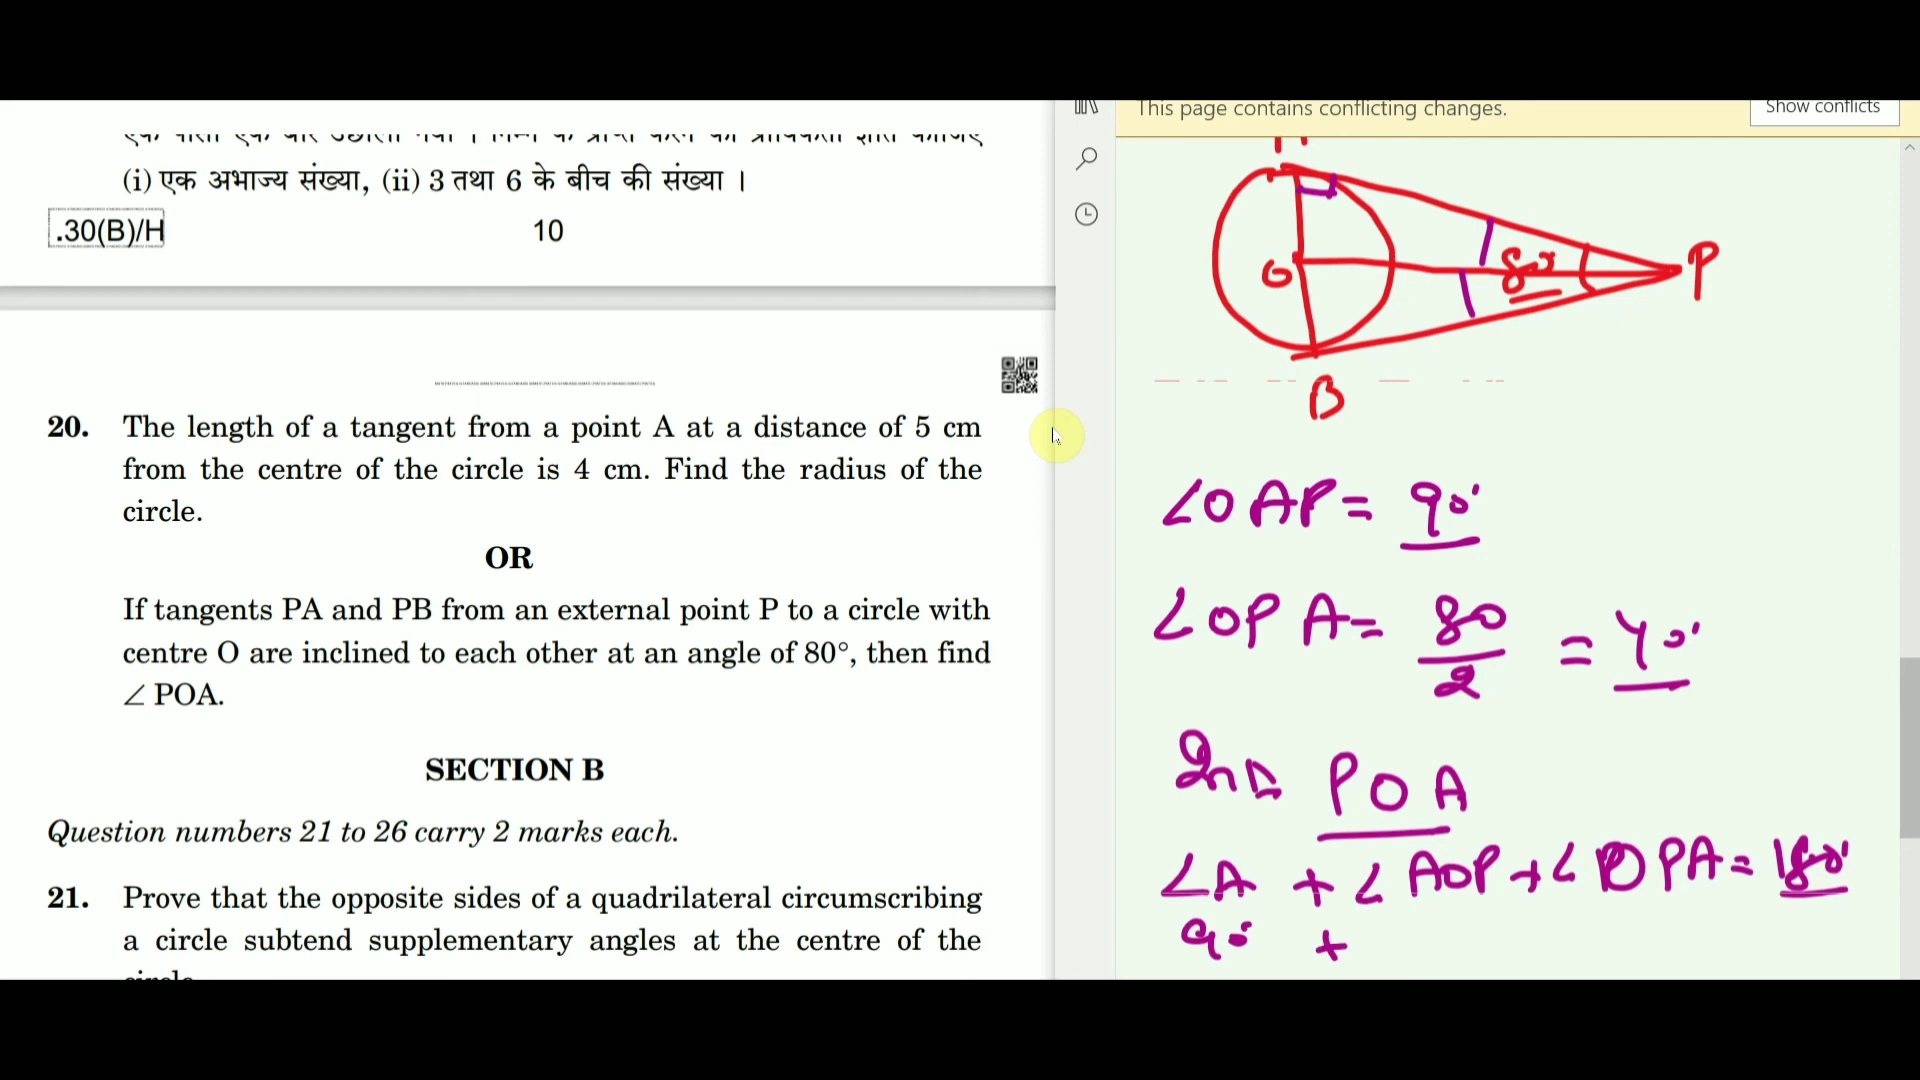 (i) एक अभाज्य संख्या, (ii) 3 तथा 6 के बीच की संख्या ।
.30(B)/H
10
20. The length of a tangent from a point A at a distance of 5 cm
from the centre of the circle is 4 cm. Find the radius of the
circle.
OR
If tangents PA and PB from an external point P to a circle with
centre O are inclined to each other at an angle of 80°, then find
∠ POA.
SECTION B
Question numbers 21 to 26 carry 2 marks each.
21. Prove that the opposite sides of a quadrilateral circumscribing
a circle subtend supplementary angles at the centre of the
circle
This page contains conflicting changes.
Show conflicts
O
80°
P
B
∠OAP = 90°
∠OPA = 80/2 = 40°
In △ POA
∠A + ∠AOP + ∠OPA = 180°
90° +